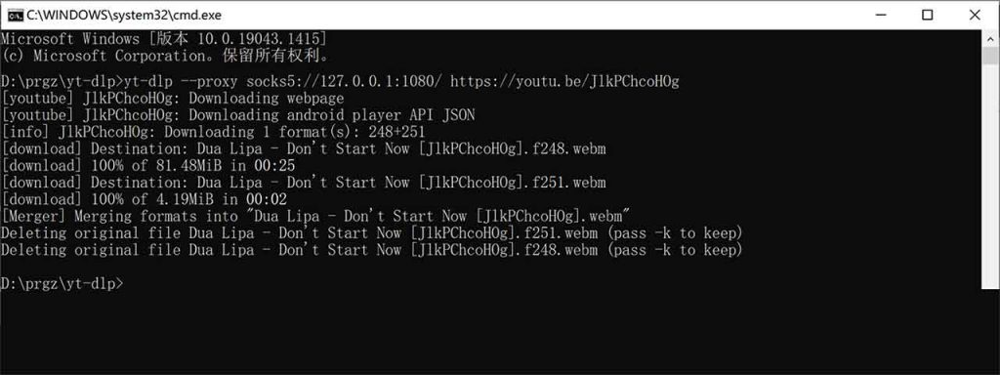 C:\WINDOWS\system32\cmd.exe
Microsoft Windows [版本 10.0.19043.1415]
(c) Microsoft Corporation。保留所有权利。
D:\prgz\yt-dlp>yt-dlp --proxy socks5://127.0.0.1:1080/ https://youtu.be/JlkPChcoHOg
[youtube] JlkPChcoHOg: Downloading webpage
[youtube] JlkPChcoHOg: Downloading android player API JSON
[info] JlkPChcoHOg: Downloading 1 format(s): 248+251
[download] Destination: Dua Lipa - Don't Start Now [JlkPChcoHOg].f248.webm
[download] 100% of 81.48MiB in 00:25
[download] Destination: Dua Lipa - Don't Start Now [JlkPChcoHOg].f251.webm
[download] 100% of 4.19MiB in 00:02
[Merger] Merging formats into "Dua Lipa - Don't Start Now [JlkPChcoHOg].webm"
Deleting original file Dua Lipa - Don't Start Now [JlkPChcoHOg].f251.webm (pass -k to keep)
Deleting original file Dua Lipa - Don't Start Now [JlkPChcoHOg].f248.webm (pass -k to keep)
D:\prgz\yt-dlp>